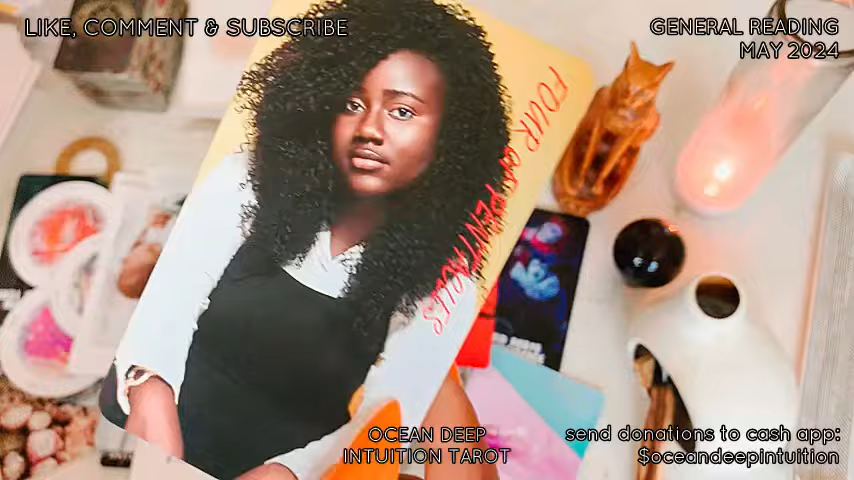 LIKE, COMMENT & SUBSCRIBE
GENERAL READING
MAY 2024
FOUR OF PENTACLES
OCEAN DEEP
INTUITION TAROT
send donations to cash app:
$oceandeepintuition